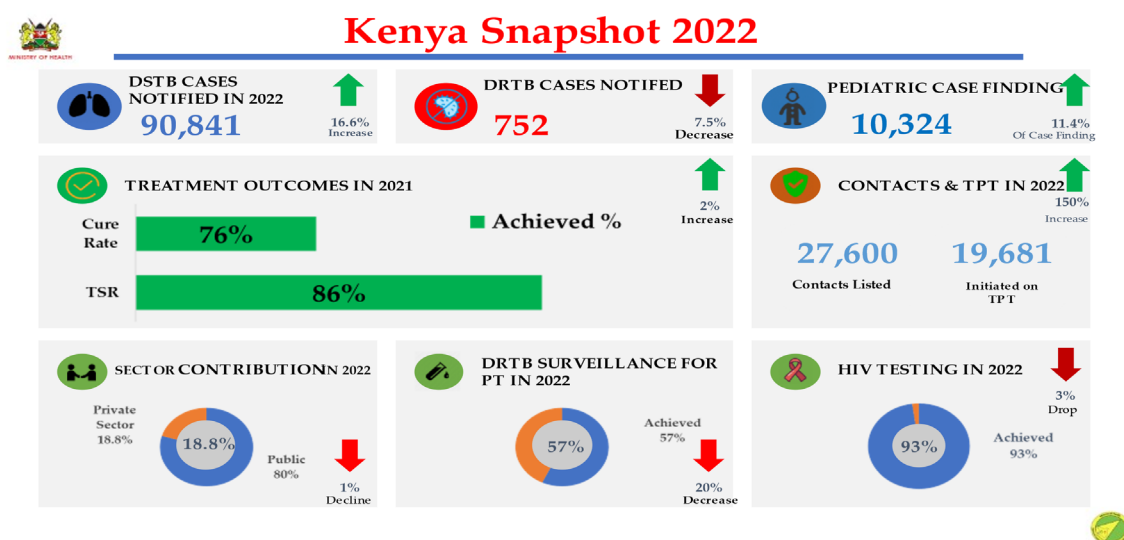 Kenya Snapshot 2022
MINISTRY OF HEALTH
DSTB CASES
NOTIFIED IN 2022
90,841
16.6%
Increase
DRTB CASES NOTIFED
752
7.5%
Decrease
PEDIATRIC CASE FINDING
10,324
11.4%
Of Case Finding
TREATMENT OUTCOMES IN 2021
2%
Increase
Achieved %
Cure
Rate
76%
TSR
86%
CONTACTS & TPT IN 2022
150%
Increase
27,600
Contacts Listed
19,681
Initiated on
TPT
SECTOR CONTRIBUTIONN 2022
Private
Sector
18.8%
18.8%
Public
80%
1%
Decline
DRTB SURVEILLANCE FOR
PT IN 2022
57%
Achieved
57%
20%
Decrease
HIV TESTING IN 2022
3%
Drop
93%
Achieved
93%